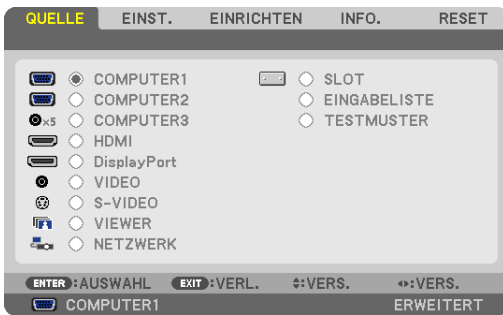 QUELLE EINST. EINRICHTEN INFO. RESET
COMPUTER1 SLOT
COMPUTER2 EINGABELISTE
×5 COMPUTER3 TESTMUSTER
HDMI
DisplayPort
VIDEO
S-VIDEO
VIEWER
NETZWERK
ENTER:AUSWAHL EXIT:VERL. :VERS. :VERS.
COMPUTER1 ERWEITERT